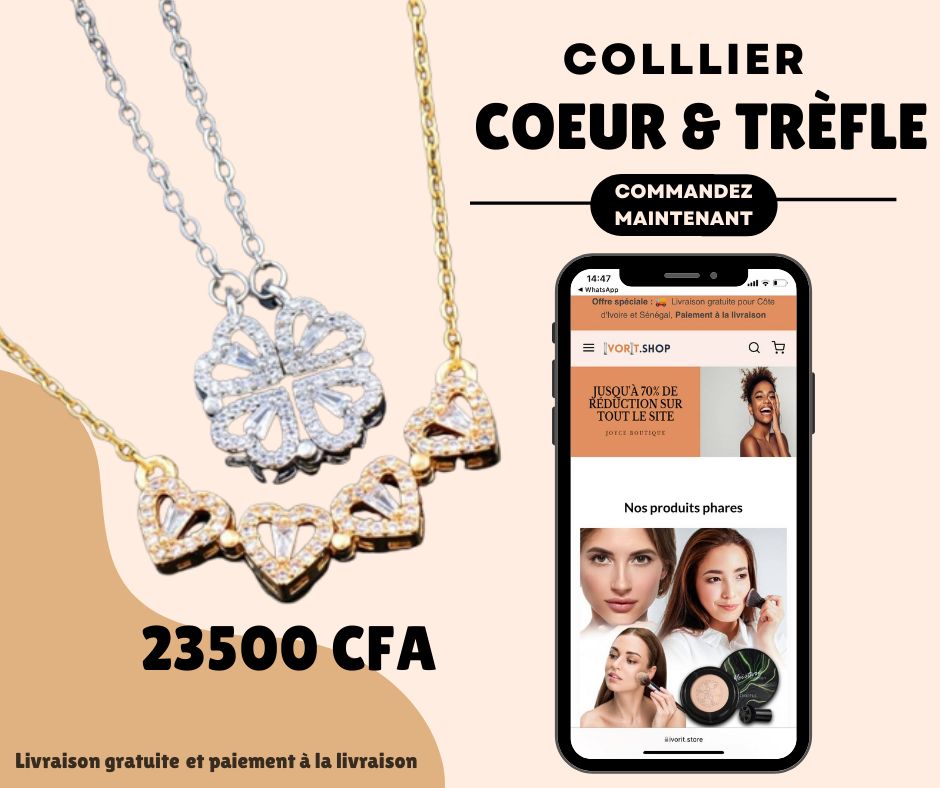 COLLLIER
COEUR & TRÈFLE
COMMANDEZ
MAINTENANT
14:47
◀ WhatsApp
Offre spéciale : 🚚 Livraison gratuite pour Côte
d'Ivoire et Sénégal, Paiement à la livraison
IVORIT.SHOP
JUSQU'À 70% DE
RÉDUCTION SUR
TOUT LE SITE
JOYCE BOUTIQUE
Nos produits phares
ivorit.store
23500 CFA
Livraison gratuite et paiement à la livraison